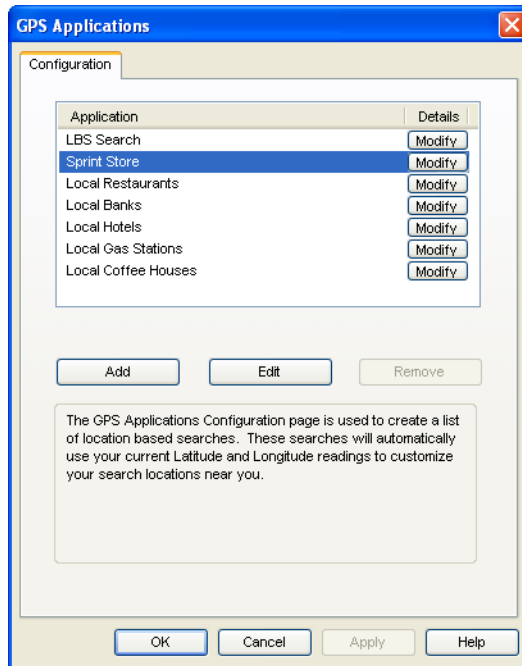 GPS Applications
Configuration
Application Details
LBS Search Modify
Sprint Store Modify
Local Restaurants Modify
Local Banks Modify
Local Hotels Modify
Local Gas Stations Modify
Local Coffee Houses Modify
Add Edit Remove
The GPS Applications Configuration page is used to create a list
of location based searches. These searches will automatically
use your current Latitude and Longitude readings to customize
your search locations near you.
OK Cancel Apply Help